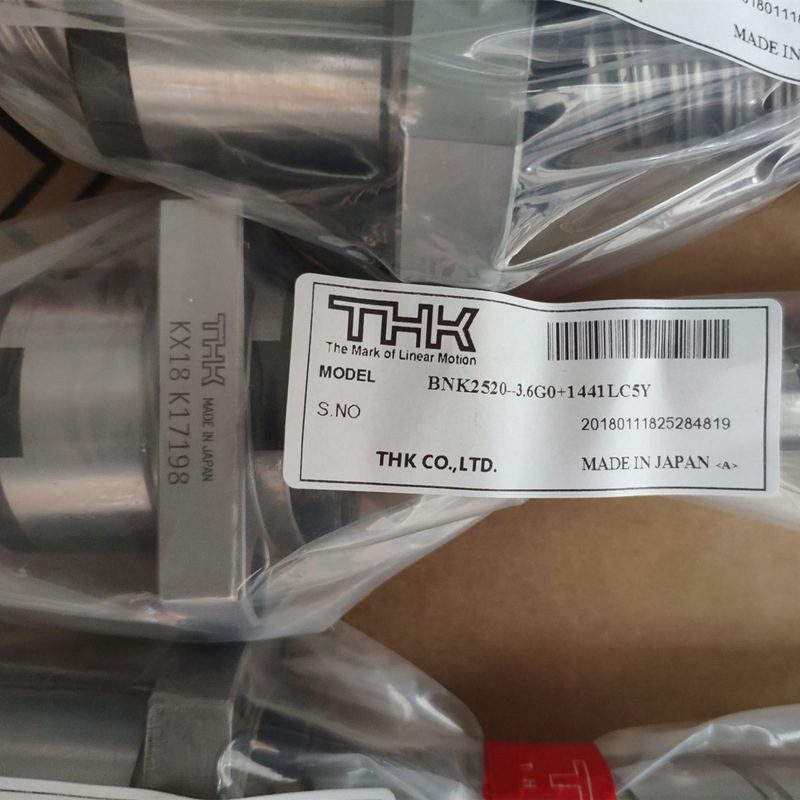 2018011118
MADE IN
THK
The Mark of Linear Motion
MODEL BNK2520--3.6G0+1441LC5Y
S.NO
20180111825284819
THK CO.,LTD.
MADE IN JAPAN <A>
THK MADE IN JAPAN
KX18 K17198
T H